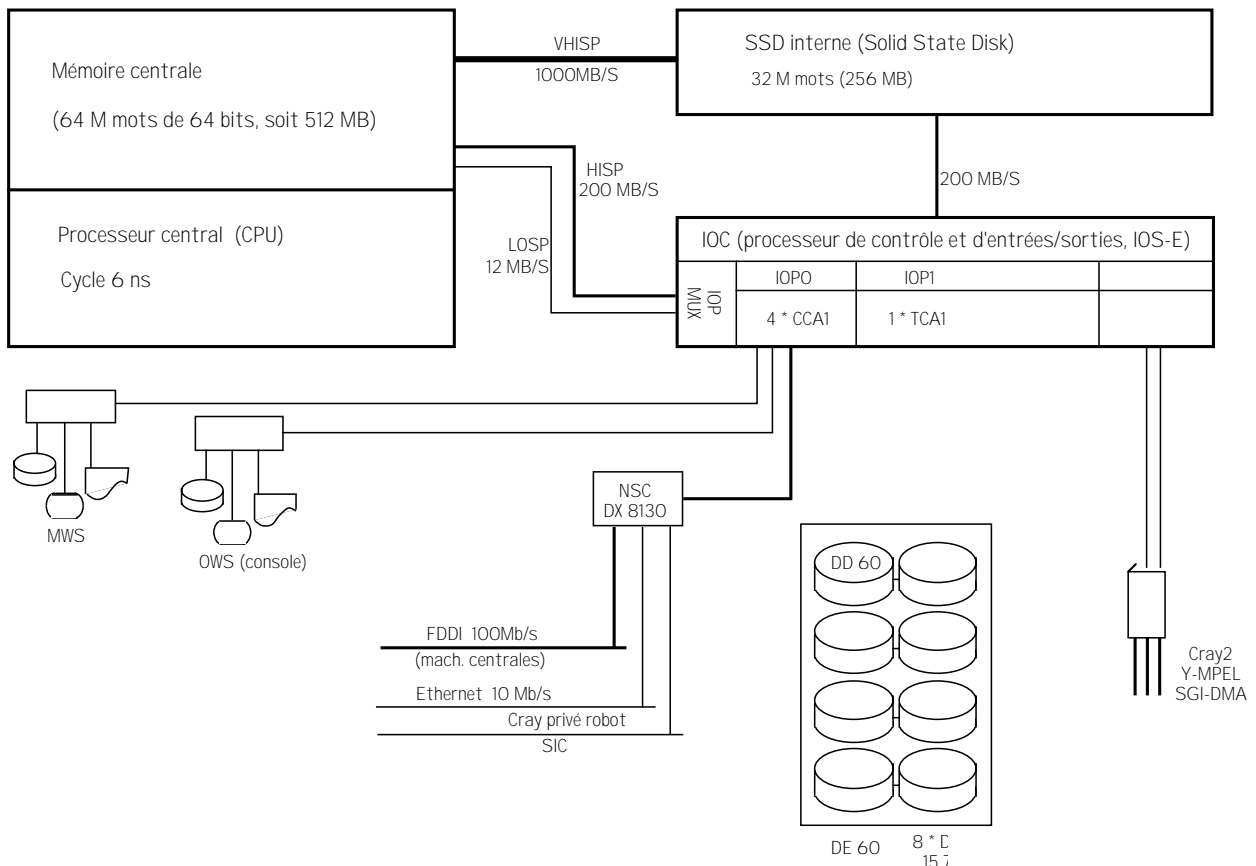 Mémoire centrale
(64 M mots de 64 bits, soit 512 MB)
VHISP
1000MB/S
SSD interne (Solid State Disk)
32 M mots (256 MB)
HISP
200 MB/S
200 MB/S
Processeur central (CPU)
Cycle 6 ns
LOSP
12 MB/S
IOC (processeur de contrôle et d'entrées/sorties, IOS-E)
IOP
MUX
IOP0
IOP1
4 * CCA1
1 * TCA1
MWS
OWS (console)
NSC
DX 8130
DD 60
FDDI 100Mb/s
(mach. centrales)
Ethernet 10 Mb/s
Cray privé robot
SIC
Cray2
Y-MPEL
SGI-DMA
DE 60
8 *